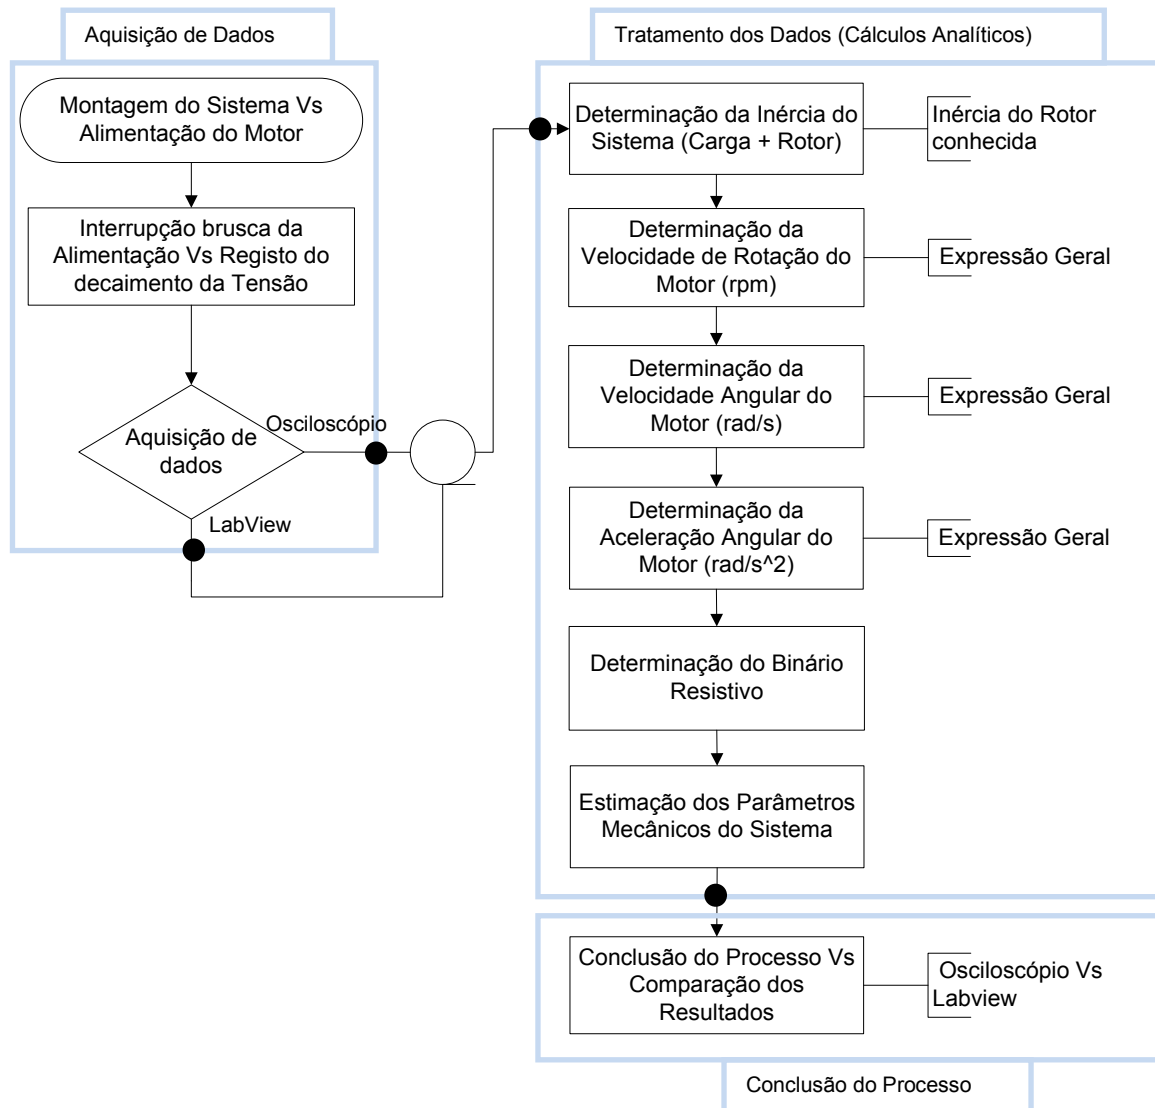 Aquisição de Dados
Montagem do Sistema Vs
Alimentação do Motor
Interrupção brusca da
Alimentação Vs Registo do
decaimento da Tensão
Aquisição de
dados
Osciloscópio
LabView
Tratamento dos Dados (Cálculos Analíticos)
Determinação da Inércia do
Sistema (Carga + Rotor)
Inércia do Rotor
conhecida
Determinação da
Velocidade de Rotação do
Motor (rpm)
Expressão Geral
Determinação da
Velocidade Angular do
Motor (rad/s)
Expressão Geral
Determinação da
Aceleração Angular do
Motor (rad/s^2)
Expressão Geral
Determinação do Binário
Resistivo
Estimação dos Parâmetros
Mecânicos do Sistema
Conclusão do Processo Vs
Comparação dos
Resultados
Osciloscópio Vs
Labview
Conclusão do Processo